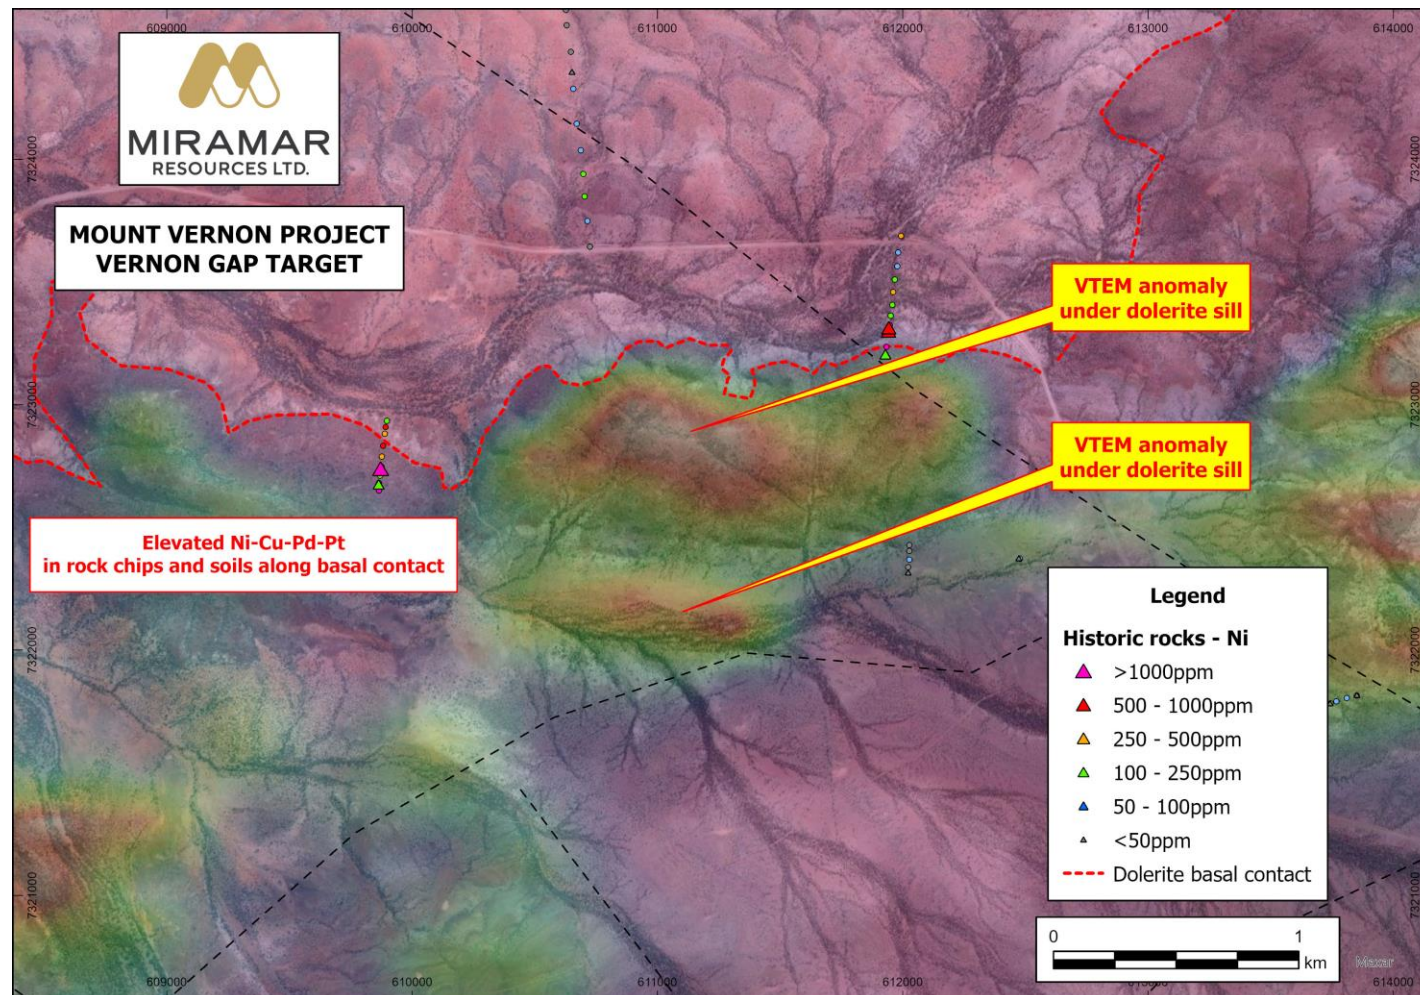 609000
610000
611000
612000
613000
614000
MIRAMAR
RESOURCES LTD.
7324000
7324000
MOUNT VERNON PROJECT
VERNON GAP TARGET
VTEM anomaly
under dolerite sill
7323000
7323000
VTEM anomaly
under dolerite sill
Elevated Ni-Cu-Pd-Pt
in rock chips and soils along basal contact
Legend
Historic rocks - Ni
>1000ppm
500 - 1000ppm
250 - 500ppm
100 - 250ppm
50 - 100ppm
<50ppm
Dolerite basal contact
7322000
7322000
7321000
7321000
0
1
km
Maxar
609000
610000
611000
612000
613000
614000